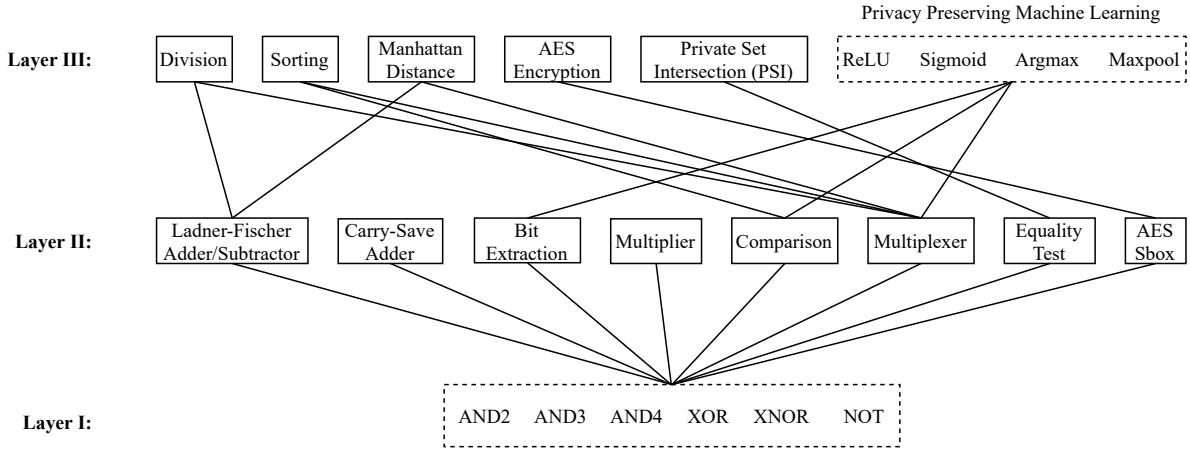 Privacy Preserving Machine Learning
Layer III:
Division
Sorting
Manhattan
Distance
AES
Encryption
Private Set
Intersection (PSI)
ReLU Sigmoid Argmax Maxpool
Layer II:
Ladner-Fischer
Adder/Subtractor
Carry-Save
Adder
Bit
Extraction
Multiplier
Comparison
Multiplexer
Equality
Test
AES
Sbox
Layer I:
AND2 AND3 AND4 XOR XNOR NOT